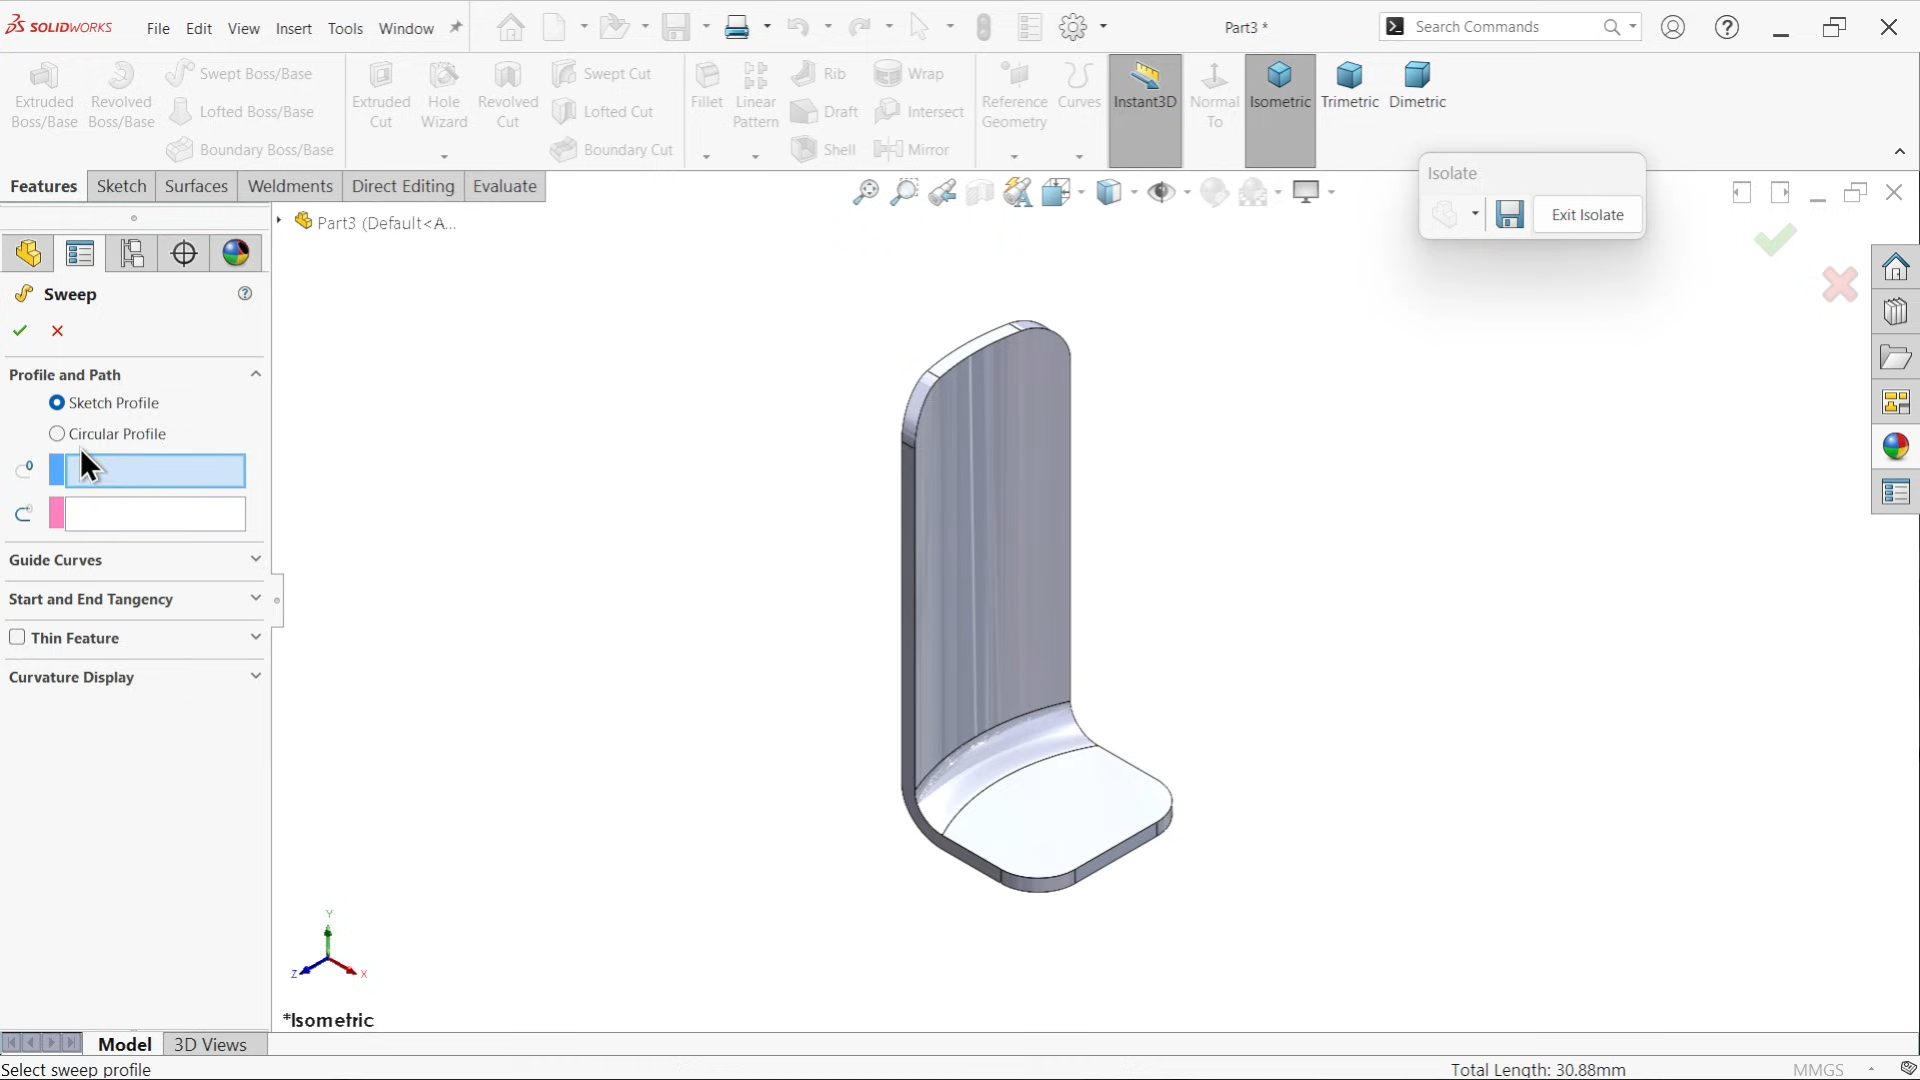 SOLIDWORKS File Edit View Insert Tools Window Part3 * Search Commands
Extruded Boss/Base
Revolved Boss/Base
Swept Boss/Base
Lofted Boss/Base
Boundary Boss/Base
Extruded Cut
Hole Wizard
Revolved Cut
Swept Cut
Lofted Cut
Boundary Cut
Fillet
Linear Pattern
Rib
Draft
Shell
Wrap
Intersect
Mirror
Reference Geometry
Curves
Instant3D
Normal To
Isometric
Trimetric
Dimetric
Features Sketch Surfaces Weldments Direct Editing Evaluate
Isolate
Exit Isolate
Part3 (Default<A...
Sweep
Profile and Path
Sketch Profile
Circular Profile
Guide Curves
Start and End Tangency
Thin Feature
Curvature Display
Y
Z
X
*Isometric
Model 3D Views
Select sweep profile Total Length: 30.88mm MMGS